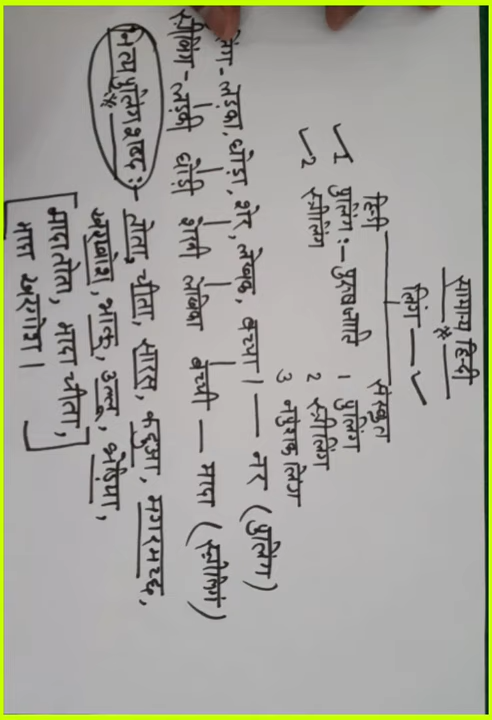 सामान्य हिन्दी
लिंग
हिन्दी संस्कृत
1 पुलिंग :- पुरुष जाति 1 पुलिंग
2 स्त्रीलिंग 2 स्त्रीलिंग
3 नपुशक लिंग
लिंग - लड़का, घोड़ा, शेर, लेखक, बच्चा। — नर (पुलिंग)
स्त्रीलिंग - लड़की घोड़ी शेरनी लेखिका बच्ची — मादा (स्त्रीलिंग)
नित्य पुलिंग शब्द :- तोता, चीता, सारस, कछुआ, मगरमच्छ,
खरगोश, भालू, उल्लू, भेड़िया,
[मादा तोता, मादा चीता,
मादा खरगोश।]